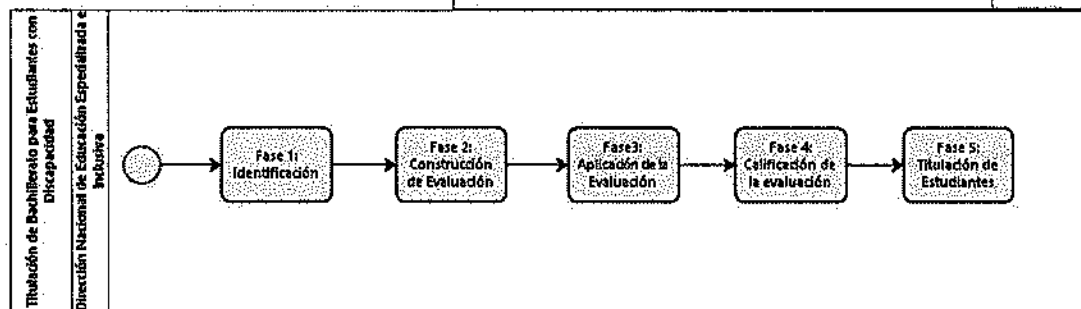 Titulación de Bachillerato para Estudiantes con
Discapacidad
Dirección Nacional de Educación Especializada e
Inclusiva
Fase 1:
Identificación
Fase 2:
Construcción
de Evaluación
Fase3:
Aplicación de la
Evaluación
Fase 4:
Calificación de
la evaluación
Fase 5:
Titulación de
Estudiantes